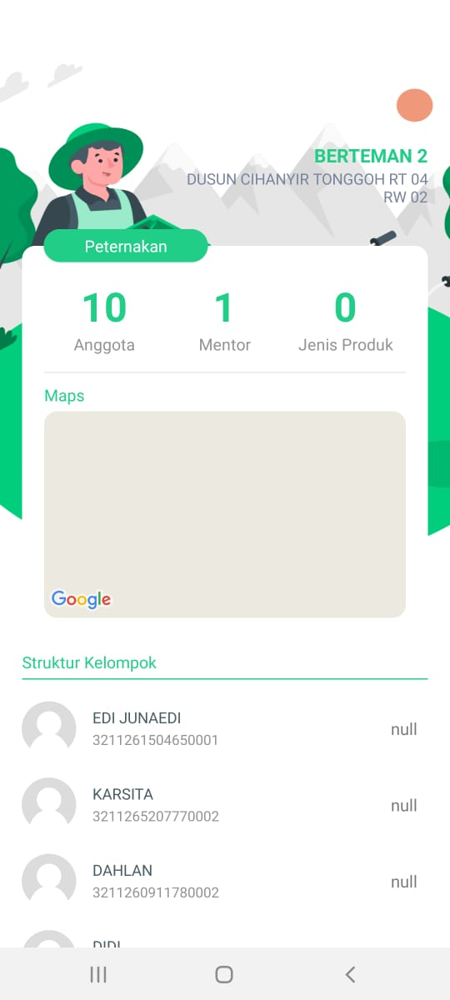 BERTEMAN 2
DUSUN CIHANYIR TONGGOH RT 04
RW 02
Peternakan
10
Anggota
1
Mentor
0
Jenis Produk
Maps
Google
Struktur Kelompok
EDI JUNAEDI
3211261504650001
null
KARSITA
3211265207770002
null
DAHLAN
3211260911780002
null
DIDI